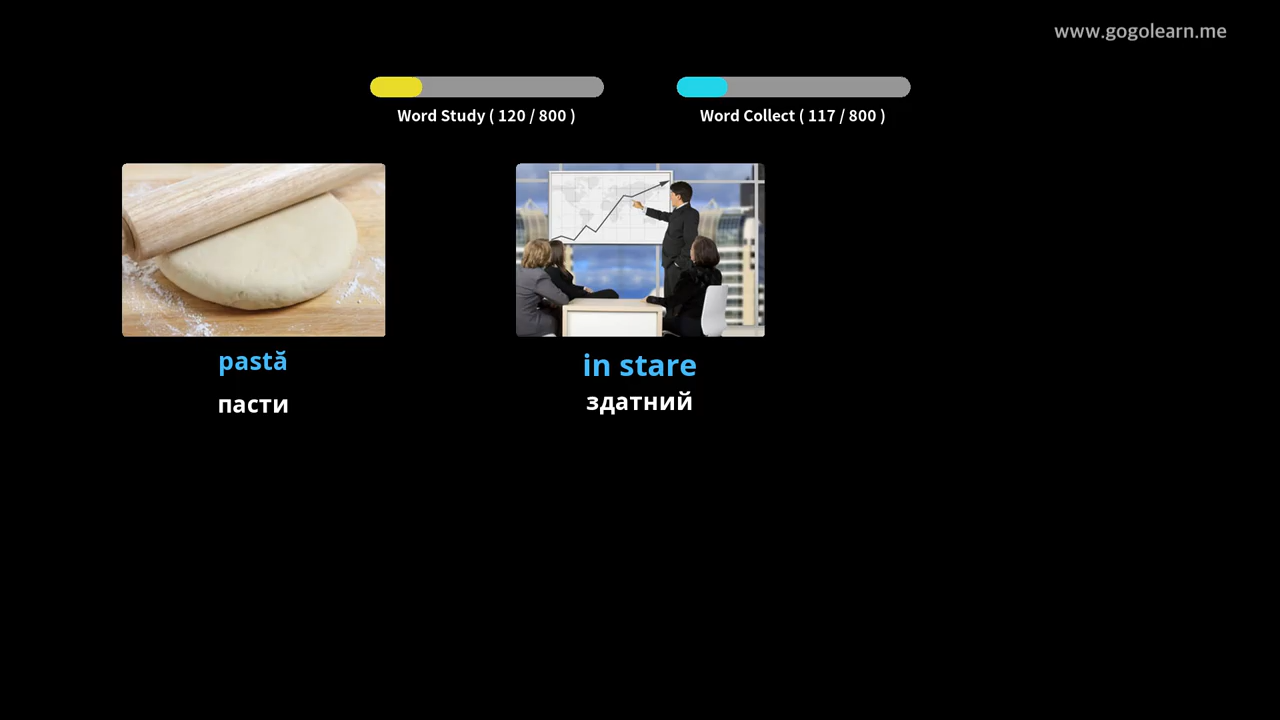 www.gogolearn.me
Word Study ( 120 / 800 )
Word Collect ( 117 / 800 )
pastă
in stare
пасти
здатний